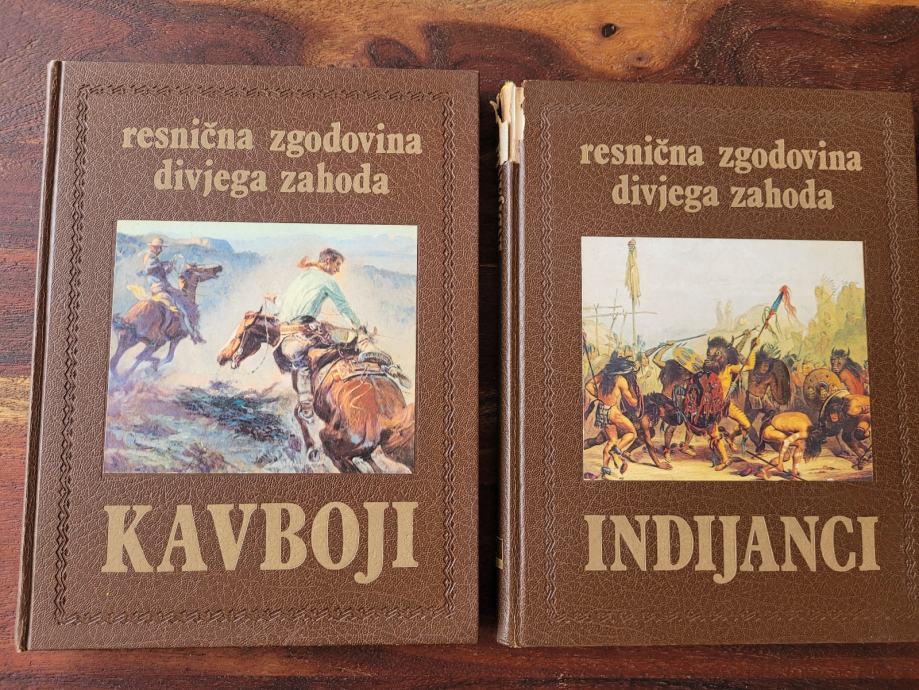 resnična zgodovina
divjega zahoda
KAVBOJI
resnična zgodovina
divjega zahoda
INDIJANCI